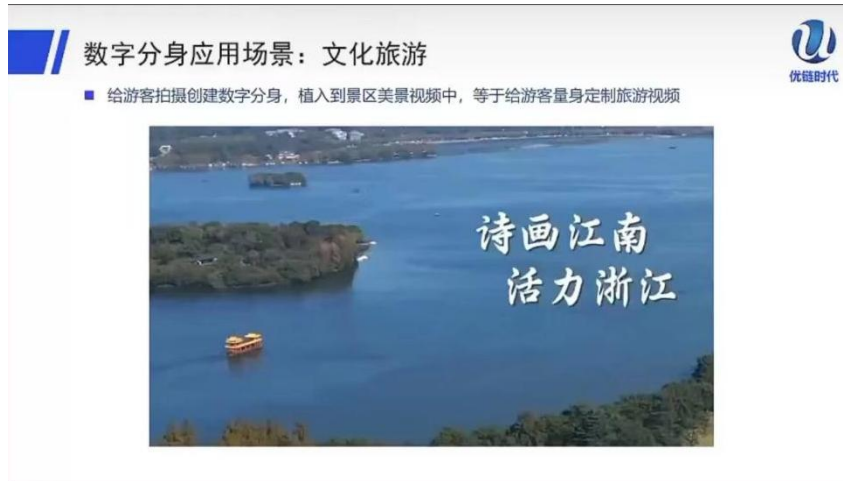 数字分身应用场景：文化旅游
优链时代
给游客拍摄创建数字分身，植入到景区美景视频中，等于给游客量身定制旅游视频
诗画江南
活力浙江